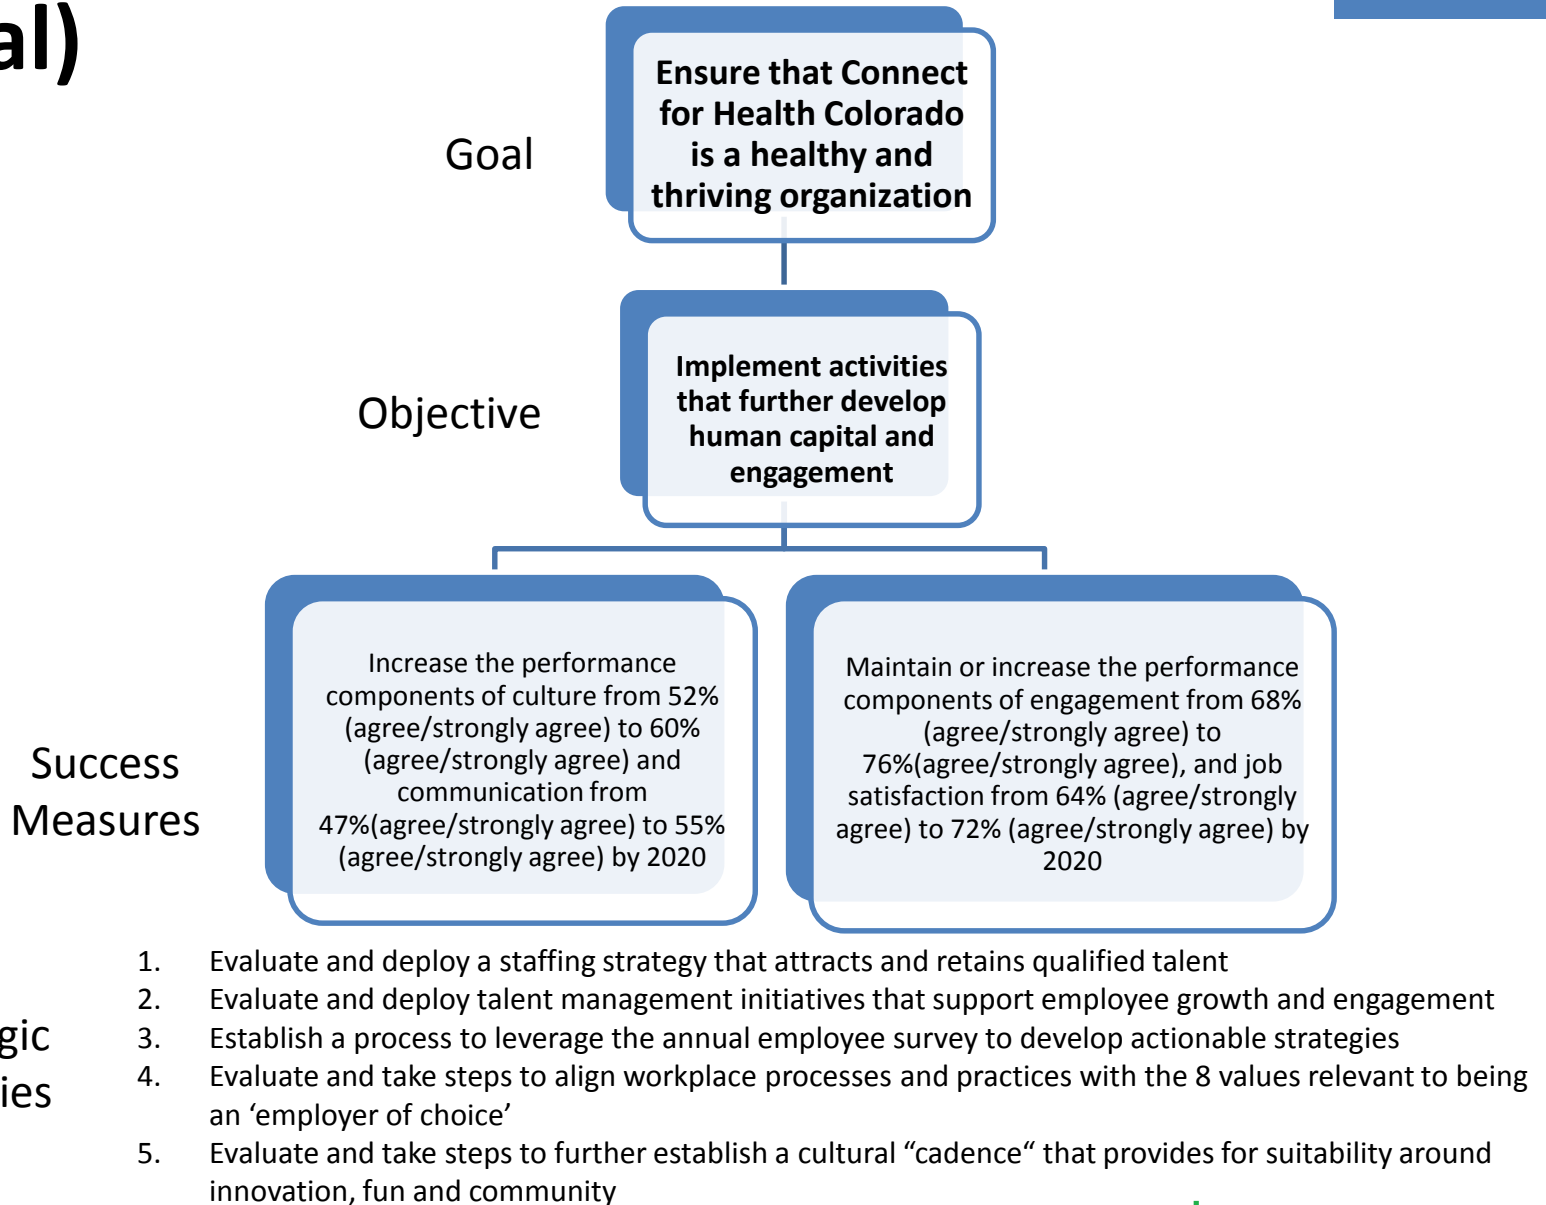 al)
Goal
Ensure that Connect
for Health Colorado
is a healthy and
thriving organization
Objective
Implement activities
that further develop
human capital and
engagement
Success
Measures
Increase the performance
components of culture from 52%
(agree/strongly agree) to 60%
(agree/strongly agree) and
communication from
47%(agree/strongly agree) to 55%
(agree/strongly agree) by 2020
Maintain or increase the performance
components of engagement from 68%
(agree/strongly agree) to
76%(agree/strongly agree), and job
satisfaction from 64% (agree/strongly
agree) to 72% (agree/strongly agree) by
2020
gic
ies
1. Evaluate and deploy a staffing strategy that attracts and retains qualified talent
2. Evaluate and deploy talent management initiatives that support employee growth and engagement
3. Establish a process to leverage the annual employee survey to develop actionable strategies
4. Evaluate and take steps to align workplace processes and practices with the 8 values relevant to being
an ‘employer of choice’
5. Evaluate and take steps to further establish a cultural “cadence“ that provides for suitability around
innovation, fun and community